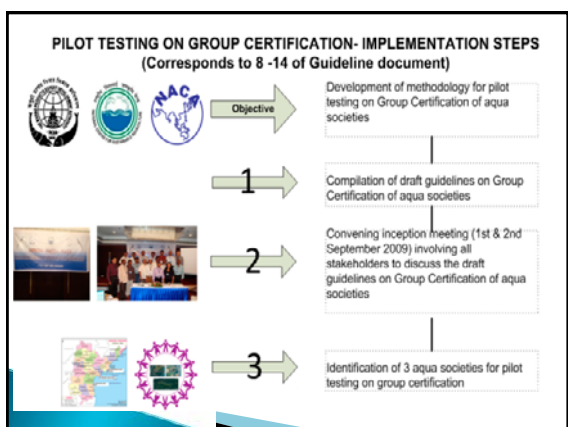 PILOT TESTING ON GROUP CERTIFICATION- IMPLEMENTATION STEPS
(Corresponds to 8 -14 of Guideline document)
NACA
Objective
Development of methodology for pilot
testing on Group Certification of aqua
societies
1
Compilation of draft guidelines on Group
Certification of aqua societies
2
Convening inception meeting (1st & 2nd
September 2009) involving all
stakeholders to discuss the draft
guidelines on Group Certification of aqua
societies
3
Identification of 3 aqua societies for pilot
testing on group certification